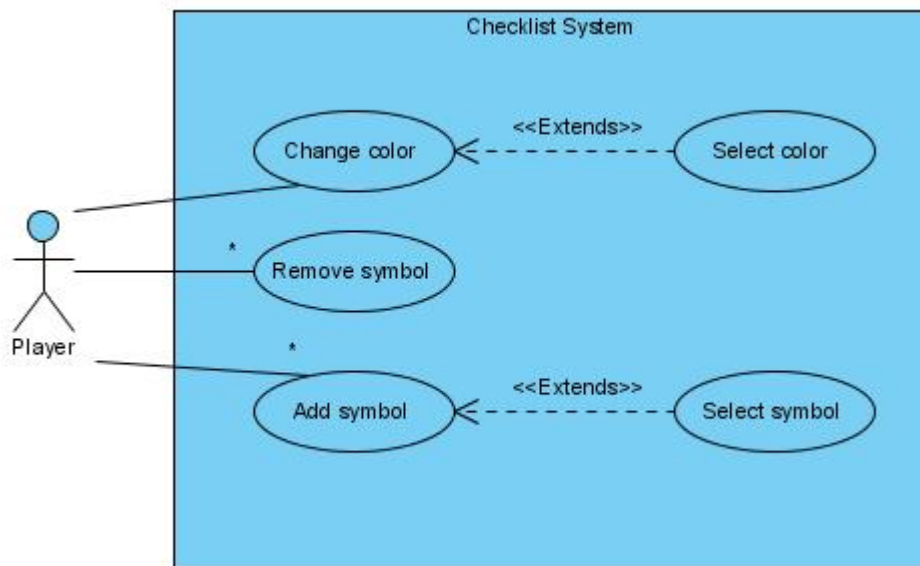 Checklist System
<<Extends>>
Change color
Select color
*
Remove symbol
Player
*
<<Extends>>
Add symbol
Select symbol